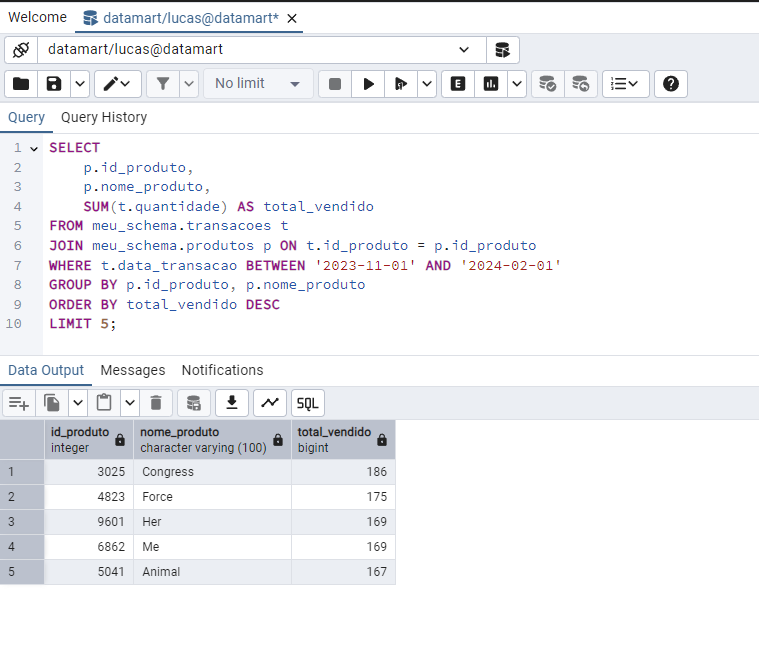 Welcome datamart/lucas@datamart*
datamart/lucas@datamart
No limit
Query Query History
1 SELECT
2 p.id_produto,
3 p.nome_produto,
4 SUM(t.quantidade) AS total_vendido
5 FROM meu_schema.transacoes t
6 JOIN meu_schema.produtos p ON t.id_produto = p.id_produto
7 WHERE t.data_transacao BETWEEN '2023-11-01' AND '2024-02-01'
8 GROUP BY p.id_produto, p.nome_produto
9 ORDER BY total_vendido DESC
10 LIMIT 5;
Data Output Messages Notifications
SQL
id_produto nome_produto total_vendido
integer character varying (100) bigint
1 3025 Congress 186
2 4823 Force 175
3 9601 Her 169
4 6862 Me 169
5 5041 Animal 167